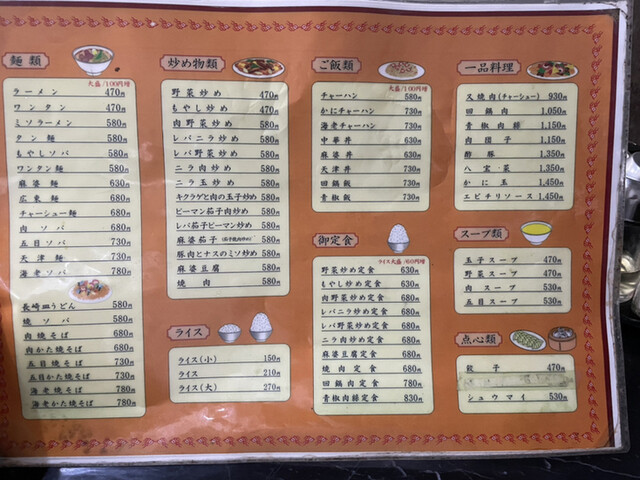 麺類
大盛/100円増
ラーメン 470円
ワンタン 470円
ミソラーメン 580円
タン麺 580円
もやしソバ 580円
ワンタン麺 580円
麻婆麺 630円
広東麺 680円
チャーシュー麺 680円
肉ソバ 680円
五目ソバ 730円
天津麺 730円
海老ソバ 780円
長崎皿うどん 580円
焼ソバ 580円
肉焼そば 680円
肉かた焼そば 680円
五目焼そば 730円
五目かた焼そば 730円
海老焼そば 780円
海老かた焼そば 780円
炒め物類
野菜炒め 470円
もやし炒め 470円
肉野菜炒め 580円
レバニラ炒め 580円
レバ野菜炒め 580円
ニラ肉炒め 580円
ニラ玉炒め 580円
キクラゲと肉の玉子炒め 580円
ピーマン茄子肉炒め 580円
レバ茄子ピーマン炒め 580円
麻婆茄子 580円
豚肉とナスのミソ炒め 580円
麻婆豆腐 580円
焼肉 580円
ライス
ライス(小) 150円
ライス 210円
ライス(大) 270円
ご飯類
大盛/100円増
チャーハン 580円
かにチャーハン 730円
海老チャーハン 730円
中華丼 630円
麻婆丼 630円
天津丼 730円
回鍋飯 730円
青椒飯 730円
御定食
ライス大盛/60円増
野菜炒め定食 630円
もやし炒め定食 630円
肉野菜炒め定食 680円
レバニラ炒め定食 680円
レバ野菜炒め定食 680円
ニラ肉炒め定食 680円
麻婆豆腐定食 680円
焼肉定食 680円
回鍋肉定食 780円
青椒肉絲定食 830円
一品料理
叉焼肉(チャーシュー) 930円
回鍋肉 1,050円
青椒肉絲 1,150円
肉団子 1,150円
酢豚 1,350円
八宝菜 1,350円
かに玉 1,350円
エビチリソース 1,450円
スープ類
玉子スープ 470円
野菜スープ 470円
肉スープ 530円
五目スープ 530円
点心類
餃子 470円
シュウマイ 530円